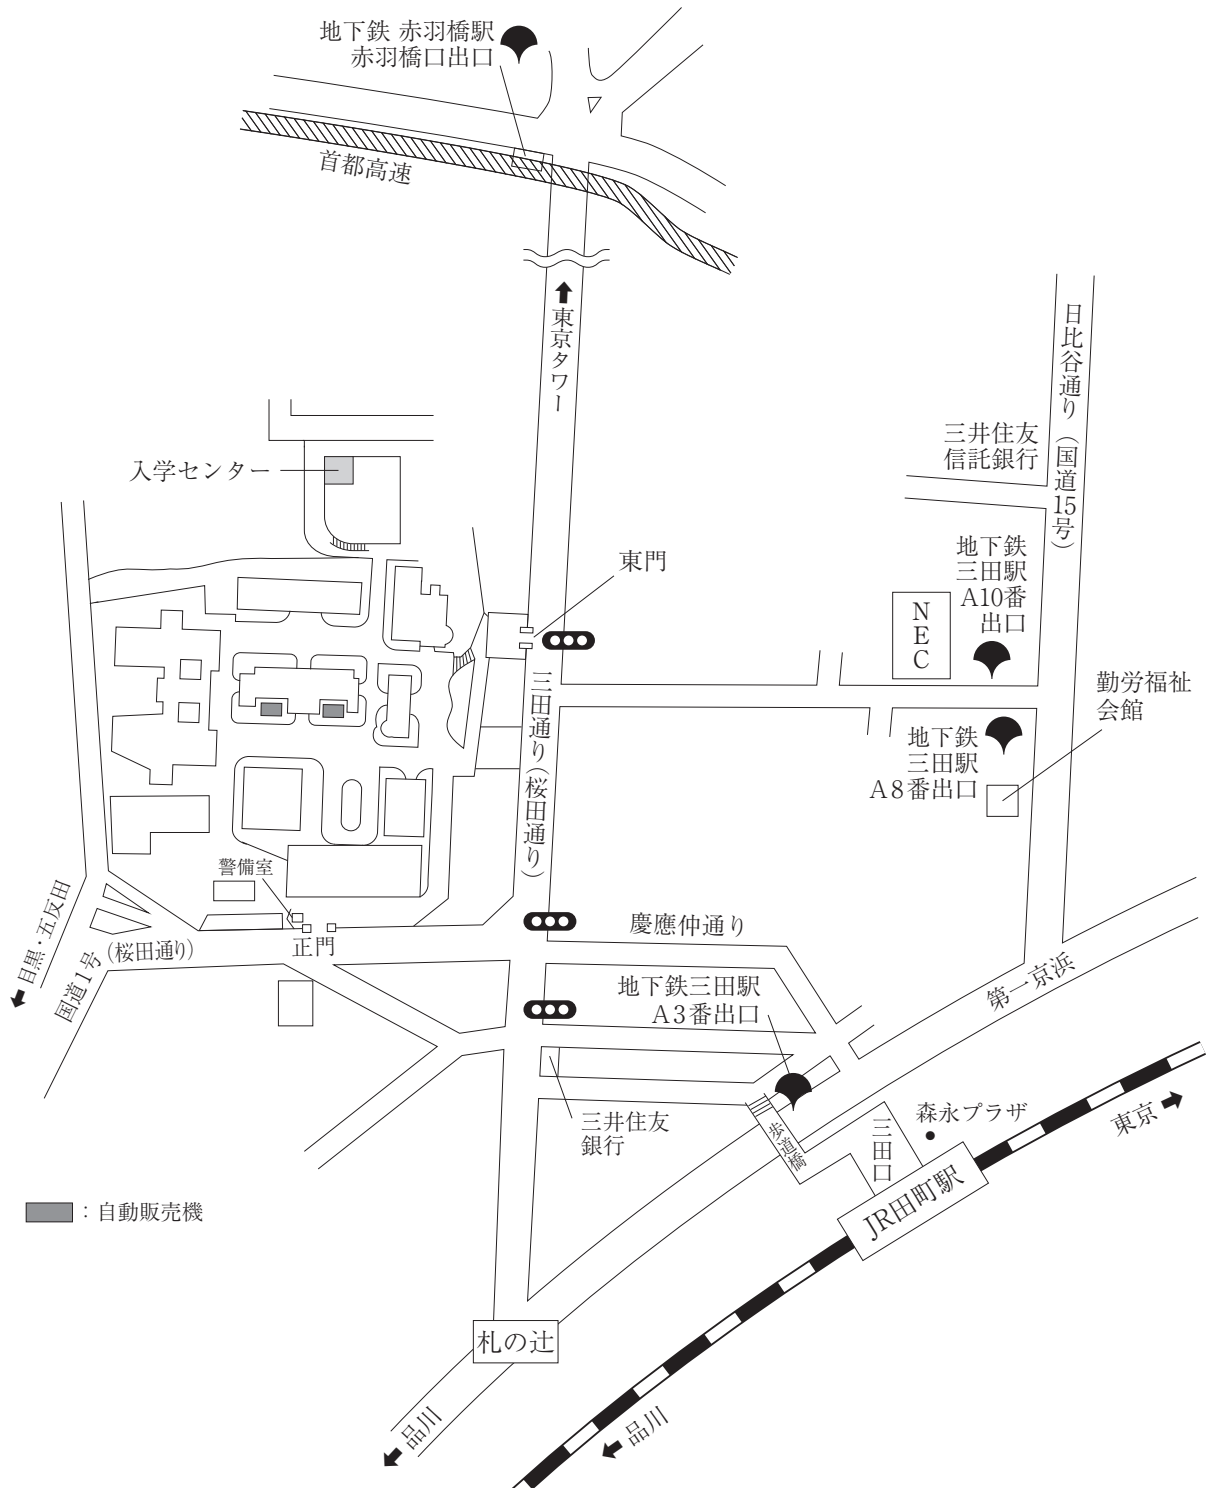 地下鉄 赤羽橋駅
赤羽橋口出口
首都高速
東京タワー
日比谷通り(国道15号)
三井住友
信託銀行
入学センター
地下鉄
三田駅
A10番
出口
東門
NEC
勤労福祉
会館
三田通り(桜田通り)
地下鉄
三田駅
A8番出口
警備室
目黒・五反田
国道1号(桜田通り)
正門
慶應仲通り
地下鉄三田駅
A3番出口
第一京浜
三井住友
銀行
歩道橋
三田口
森永プラザ
東京
JR田町駅
:自動販売機
札の辻
品川
品川